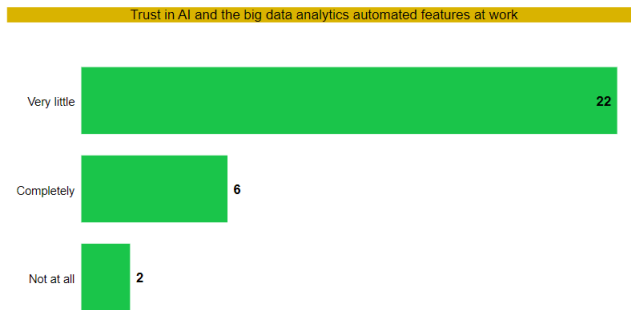 Trust in AI and the big data analytics automated features at work
Very little 22
Completely 6
Not at all 2